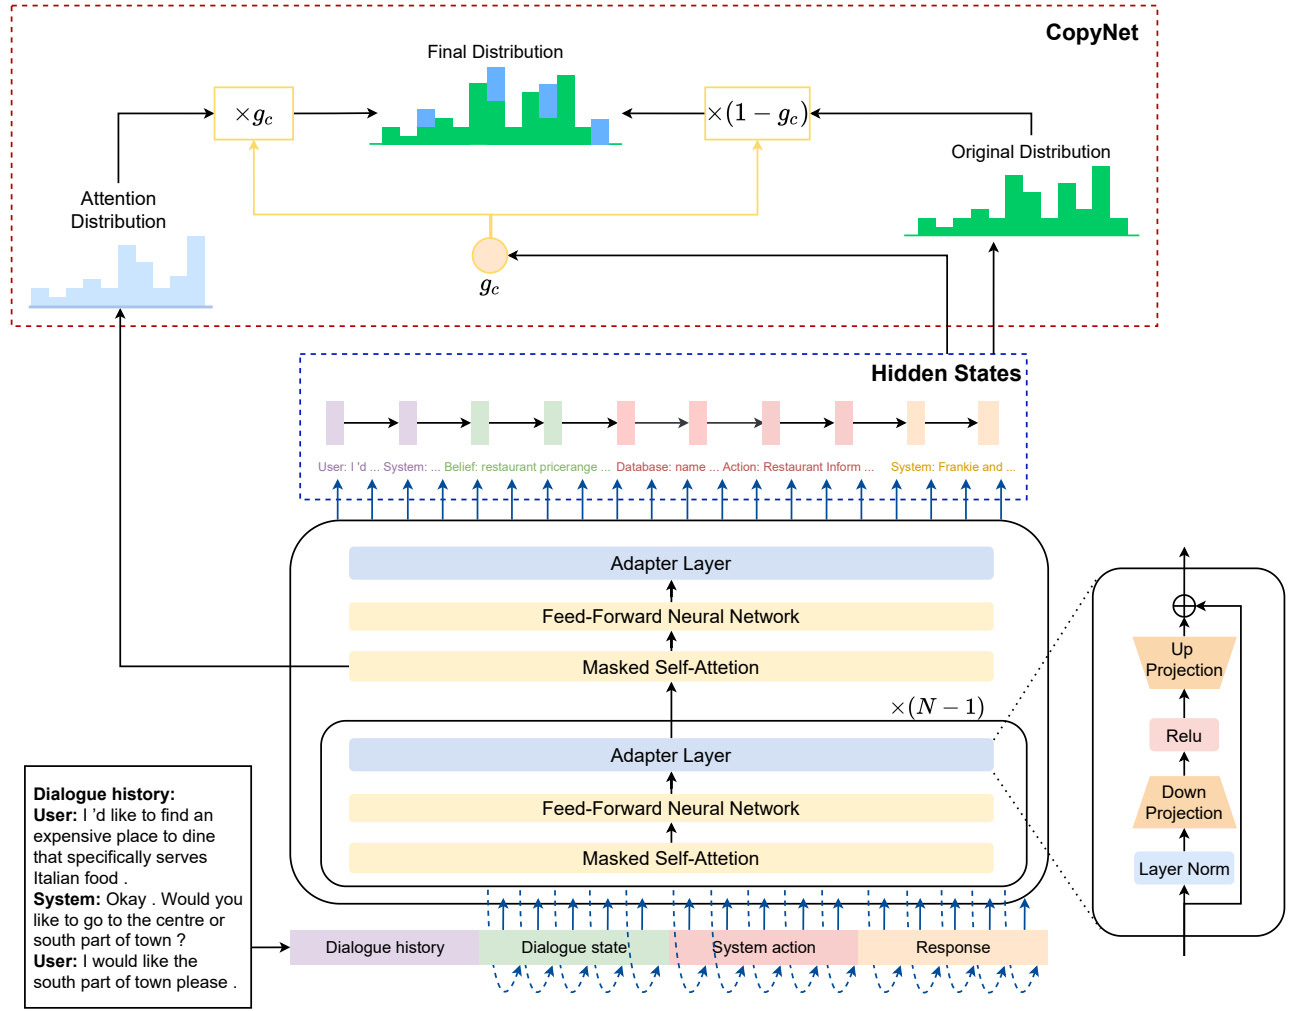 CopyNet
Final Distribution
×g_c
×(1 − g_c)
Original Distribution
Attention
Distribution
g_c
Hidden States
User: I 'd ... System: ... Belief: restaurant pricerange ... Database: name ... Action: Restaurant Inform ... System: Frankie and ...
Adapter Layer
Feed-Forward Neural Network
Masked Self-Attetion
×(N − 1)
Adapter Layer
Feed-Forward Neural Network
Masked Self-Attetion
Up
Projection
Relu
Down
Projection
Layer Norm
Dialogue history:
User: I 'd like to find an
expensive place to dine
that specifically serves
Italian food .
System: Okay . Would you
like to go to the centre or
south part of town ?
User: I would like the
south part of town please .
Dialogue history
Dialogue state
System action
Response